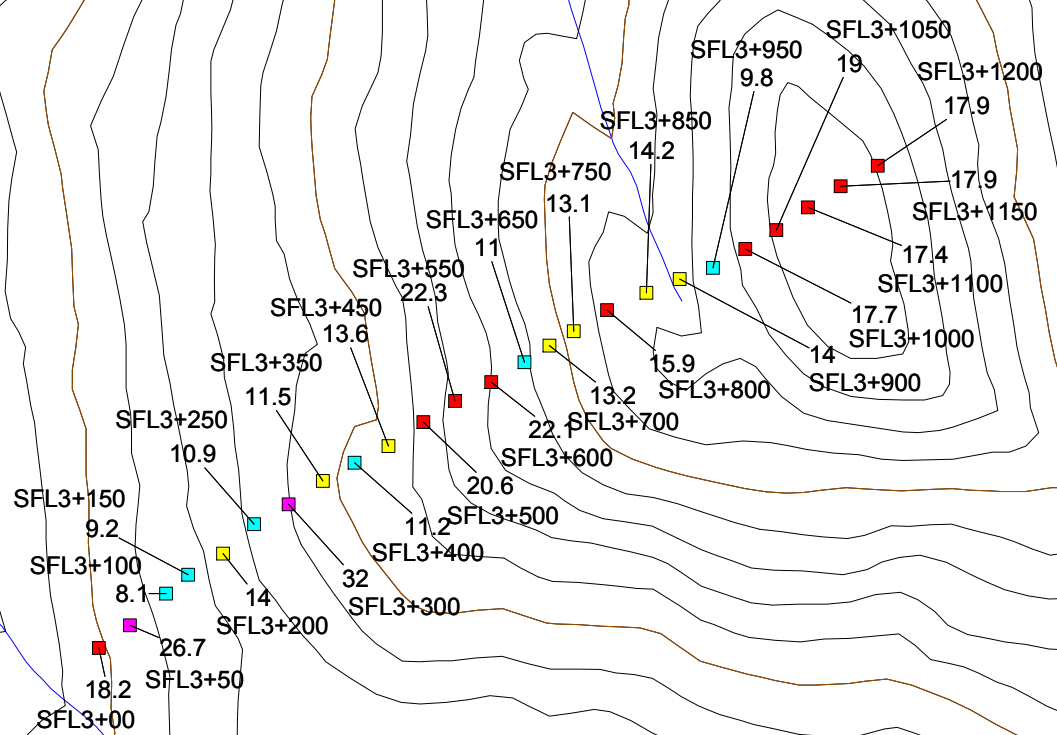 SFL3+1050
19
SFL3+950
9.8
SFL3+1200
17.9
SFL3+850
14.2
SFL3+750
13.1
17.9
SFL3+1150
SFL3+650
11
17.4
SFL3+1100
SFL3+550
22.3
SFL3+450
13.6
17.7
SFL3+1000
14
SFL3+900
SFL3+350
11.5
15.9
SFL3+800
13.2
SFL3+700
SFL3+250
10.9
22.1
SFL3+600
20.6
SFL3+500
SFL3+150
9.2
11.2
SFL3+400
SFL3+100
8.1
32
SFL3+300
14
SFL3+200
26.7
SFL3+50
18.2
SFL3+00